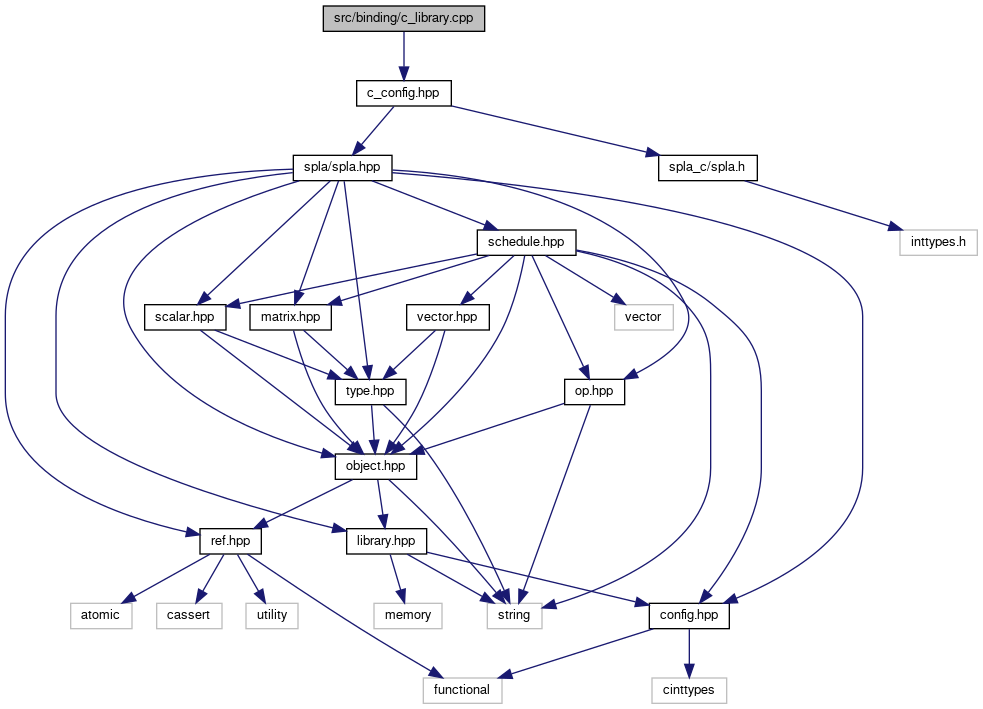 src/binding/c_library.cpp
c_config.hpp
spla/spla.hpp
spla_c/spla.h
schedule.hpp
inttypes.h
scalar.hpp
matrix.hpp
vector.hpp
vector
type.hpp
op.hpp
object.hpp
ref.hpp
library.hpp
atomic
cassert
utility
memory
string
config.hpp
functional
cinttypes